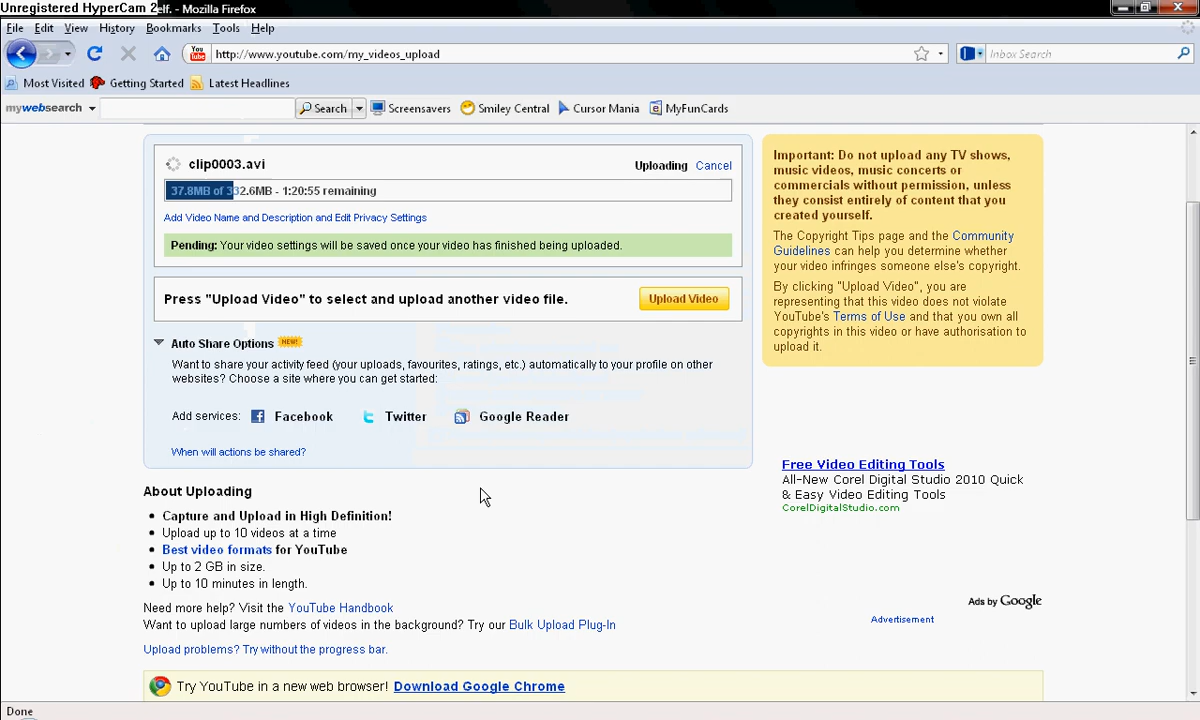 Unregistered HyperCam 2
elf. - Mozilla Firefox
File Edit View History Bookmarks Tools Help
You Tube http://www.youtube.com/my_videos_upload Inbox Search
Most Visited Getting Started Latest Headlines
mywebsearch Search Screensavers Smiley Central Cursor Mania MyFunCards
clip0003.avi Uploading Cancel
37.8MB of 332.6MB - 1:20:55 remaining
Add Video Name and Description and Edit Privacy Settings
Pending: Your video settings will be saved once your video has finished being uploaded.
Press "Upload Video" to select and upload another video file. Upload Video
Auto Share Options NEW!
Want to share your activity feed (your uploads, favourites, ratings, etc.) automatically to your profile on other
websites? Choose a site where you can get started:
Add services: Facebook Twitter Google Reader
When will actions be shared?
Important: Do not upload any TV shows,
music videos, music concerts or
commercials without permission, unless
they consist entirely of content that you
created yourself.
The Copyright Tips page and the Community
Guidelines can help you determine whether
your video infringes someone else's copyright.
By clicking "Upload Video", you are
representing that this video does not violate
YouTube's Terms of Use and that you own all
copyrights in this video or have authorisation to
upload it.
Free Video Editing Tools
All-New Corel Digital Studio 2010 Quick
& Easy Video Editing Tools
CorelDigitalStudio.com
Ads by Google
Advertisement
About Uploading
Capture and Upload in High Definition!
Upload up to 10 videos at a time
Best video formats for YouTube
Up to 2 GB in size.
Up to 10 minutes in length.
Need more help? Visit the YouTube Handbook
Want to upload large numbers of videos in the background? Try our Bulk Upload Plug-In
Upload problems? Try without the progress bar.
Try YouTube in a new web browser! Download Google Chrome
Done